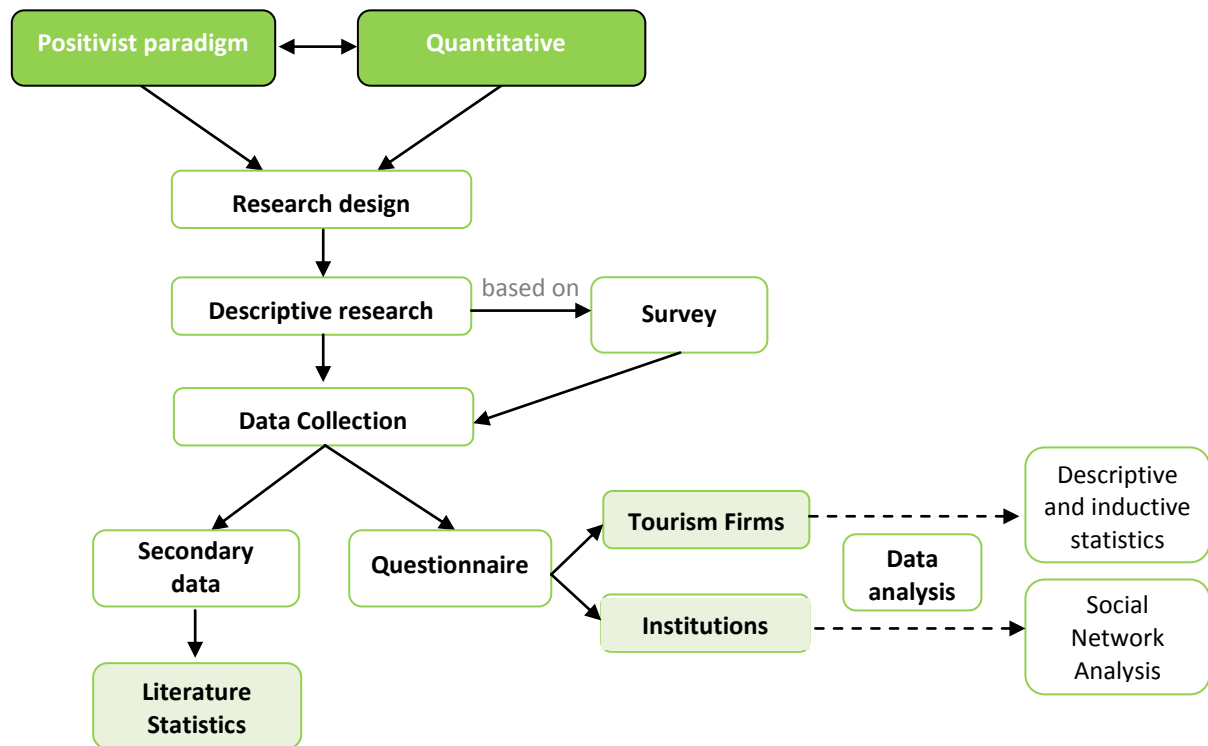 Positivist paradigm
Quantitative
Research design
Descriptive research
based on
Survey
Data Collection
Secondary
data
Questionnaire
Tourism Firms
Institutions
Data
analysis
Descriptive
and inductive
statistics
Social
Network
Analysis
Literature
Statistics